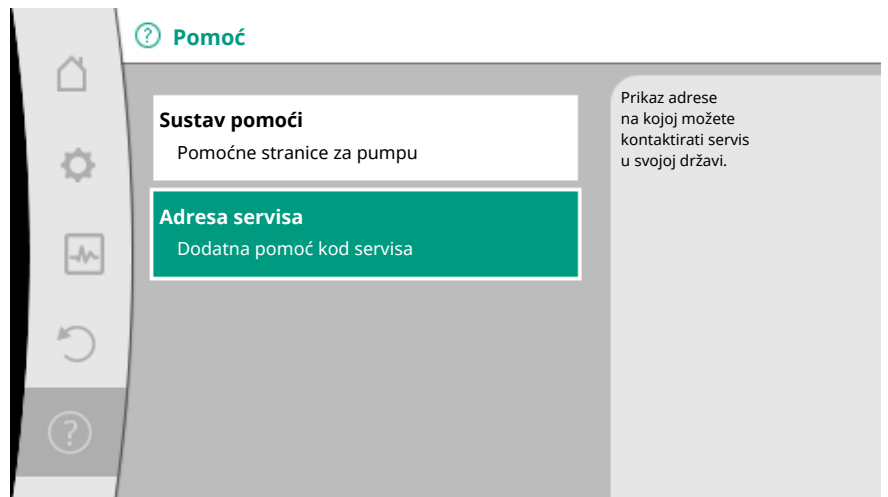 Pomoć
Sustav pomoći
Pomoćne stranice za pumpu
Adresa servisa
Dodatna pomoć kod servisa
Prikaz adrese
na kojoj možete
kontaktirati servis
u svojoj državi.